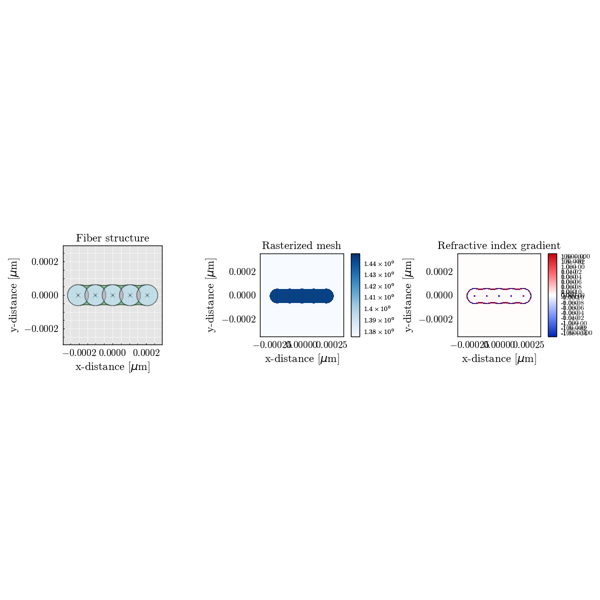 Fiber structure
y-distance [μm]
0.0002
0.0000
−0.0002
−0.0002 0.0000 0.0002
x-distance [μm]
Rasterized mesh
y-distance [μm]
0.0002
0.0000
−0.0002
x-distance [μm]
1.44 × 10⁰
1.43 × 10⁰
1.42 × 10⁰
1.41 × 10⁰
1.4 × 10⁰
1.39 × 10⁰
1.38 × 10⁰
Refractive index gradient
y-distance [μm]
0.0002
0.0000
−0.0002
x-distance [μm]